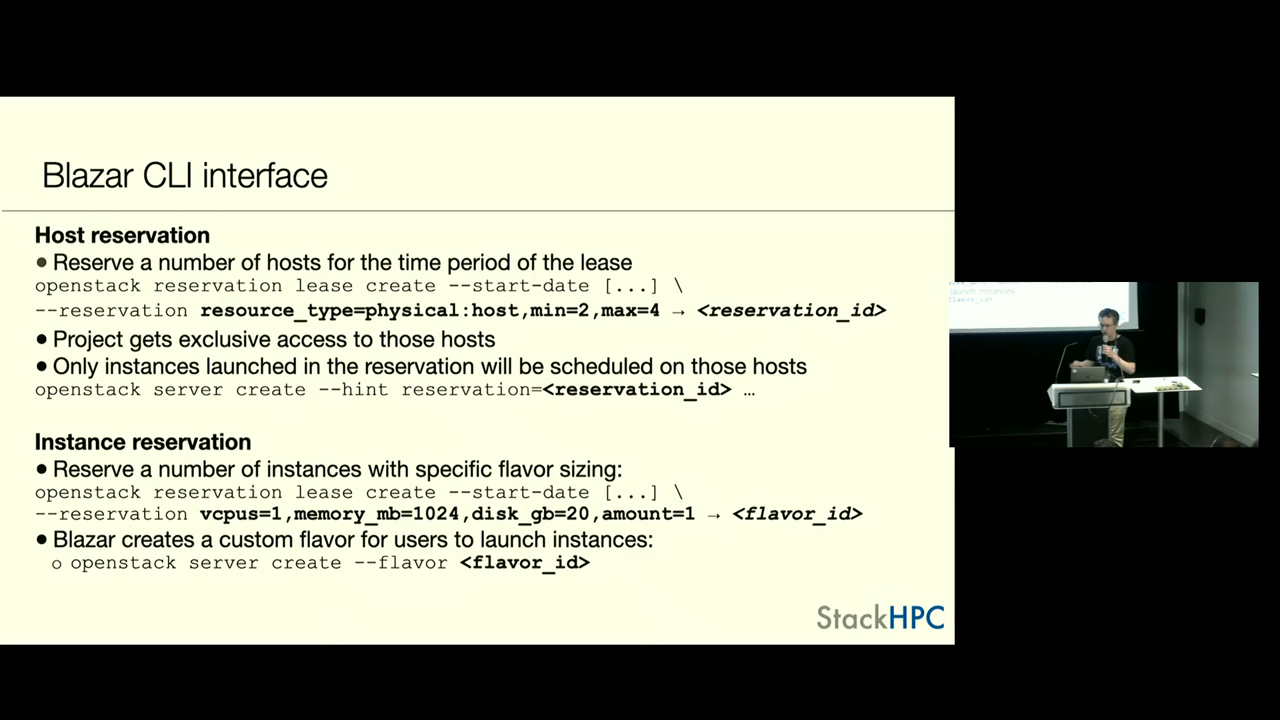 Blazar CLI interface
Host reservation
● Reserve a number of hosts for the time period of the lease
openstack reservation lease create --start-date [...] \
--reservation resource_type=physical:host,min=2,max=4 → <reservation_id>
● Project gets exclusive access to those hosts
● Only instances launched in the reservation will be scheduled on those hosts
openstack server create --hint reservation=<reservation_id> …
Instance reservation
● Reserve a number of instances with specific flavor sizing:
openstack reservation lease create --start-date [...] \
--reservation vcpus=1,memory_mb=1024,disk_gb=20,amount=1 → <flavor_id>
● Blazar creates a custom flavor for users to launch instances:
o openstack server create --flavor <flavor_id>
StackHPC
launch instances
<flavor_id>